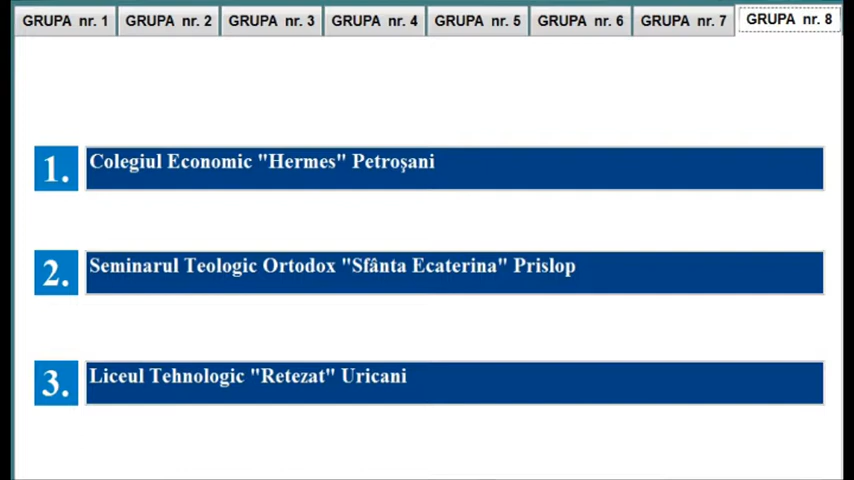 GRUPA nr. 1 GRUPA nr. 2 GRUPA nr. 3 GRUPA nr. 4 GRUPA nr. 5 GRUPA nr. 6 GRUPA nr. 7 GRUPA nr. 8
1. Colegiul Economic "Hermes" Petroșani
2. Seminarul Teologic Ortodox "Sfânta Ecaterina" Prislop
3. Liceul Tehnologic "Retezat" Uricani